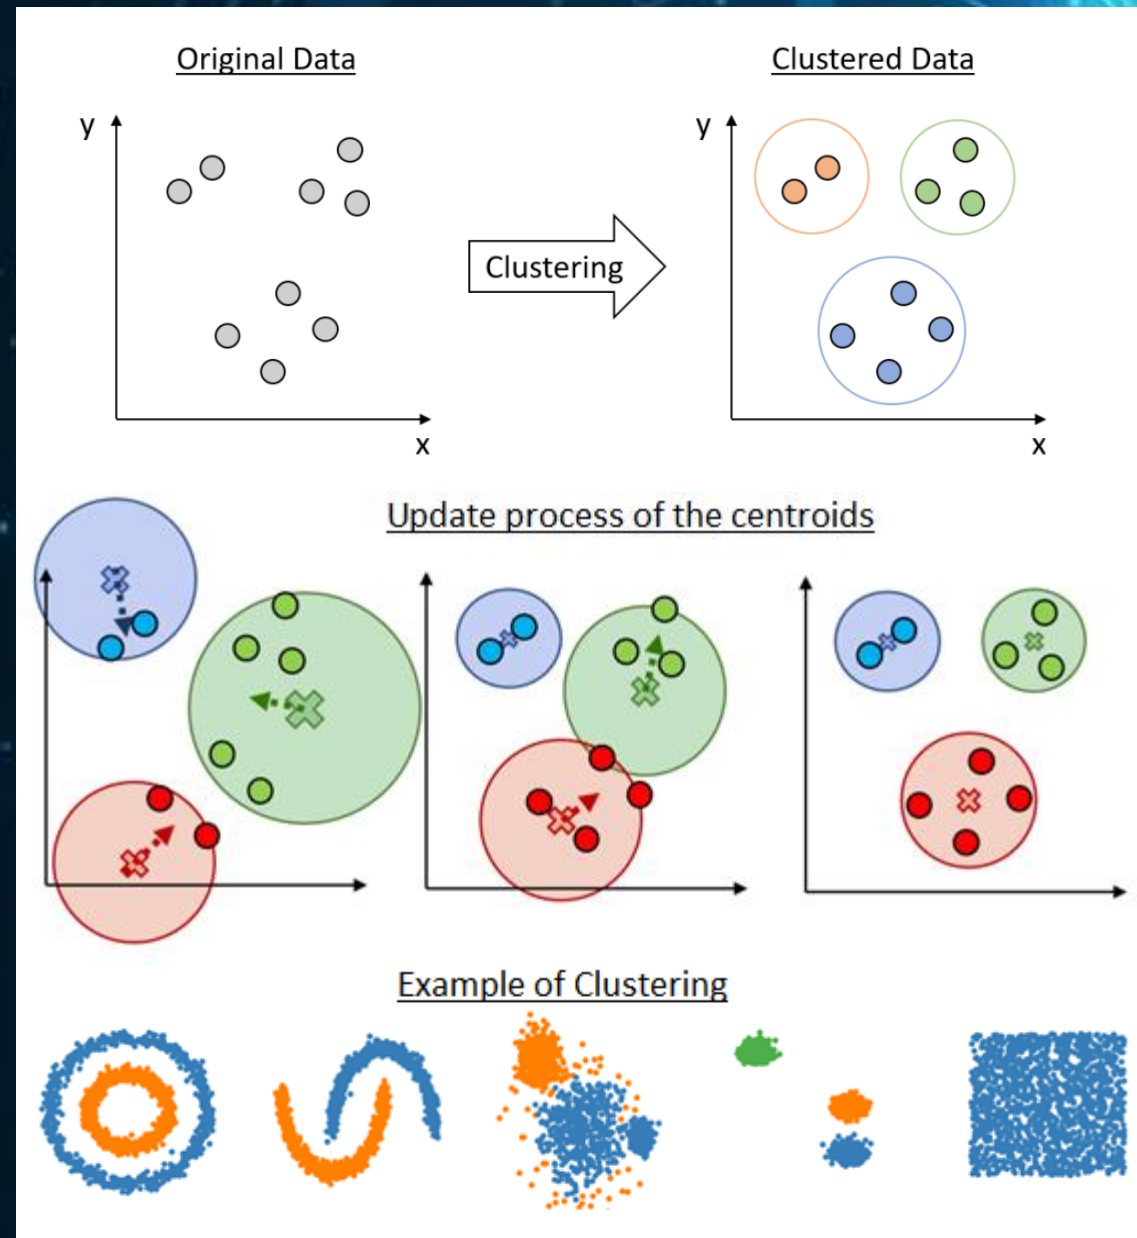 Original Data
Clustered Data
y
y
Clustering
x
x
Update process of the centroids
Example of Clustering